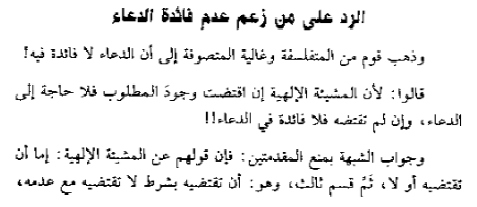 الرد على من زعم عدم فائدة الدعاء
وذهب قوم من المتفلسفة وغالية المتصوفة إلى أن الدعاء لا فائدة فيه!
قالوا: لأن المشيئة الإلهية إن اقتضت وجودَ المطلوب فلا حاجة إلى
الدعاء، وإن لم تقتضه فلا فائدة في الدعاء!!
وجواب الشبهة بمنع المقدمتين: فإن قولهم عن المشيئة الإلهية: إما أن
تقتضيه أو لا، ثَمَّ قسم ثالث، وهو: أن تقتضيه بشرط لا تقتضيه مع عدمه،